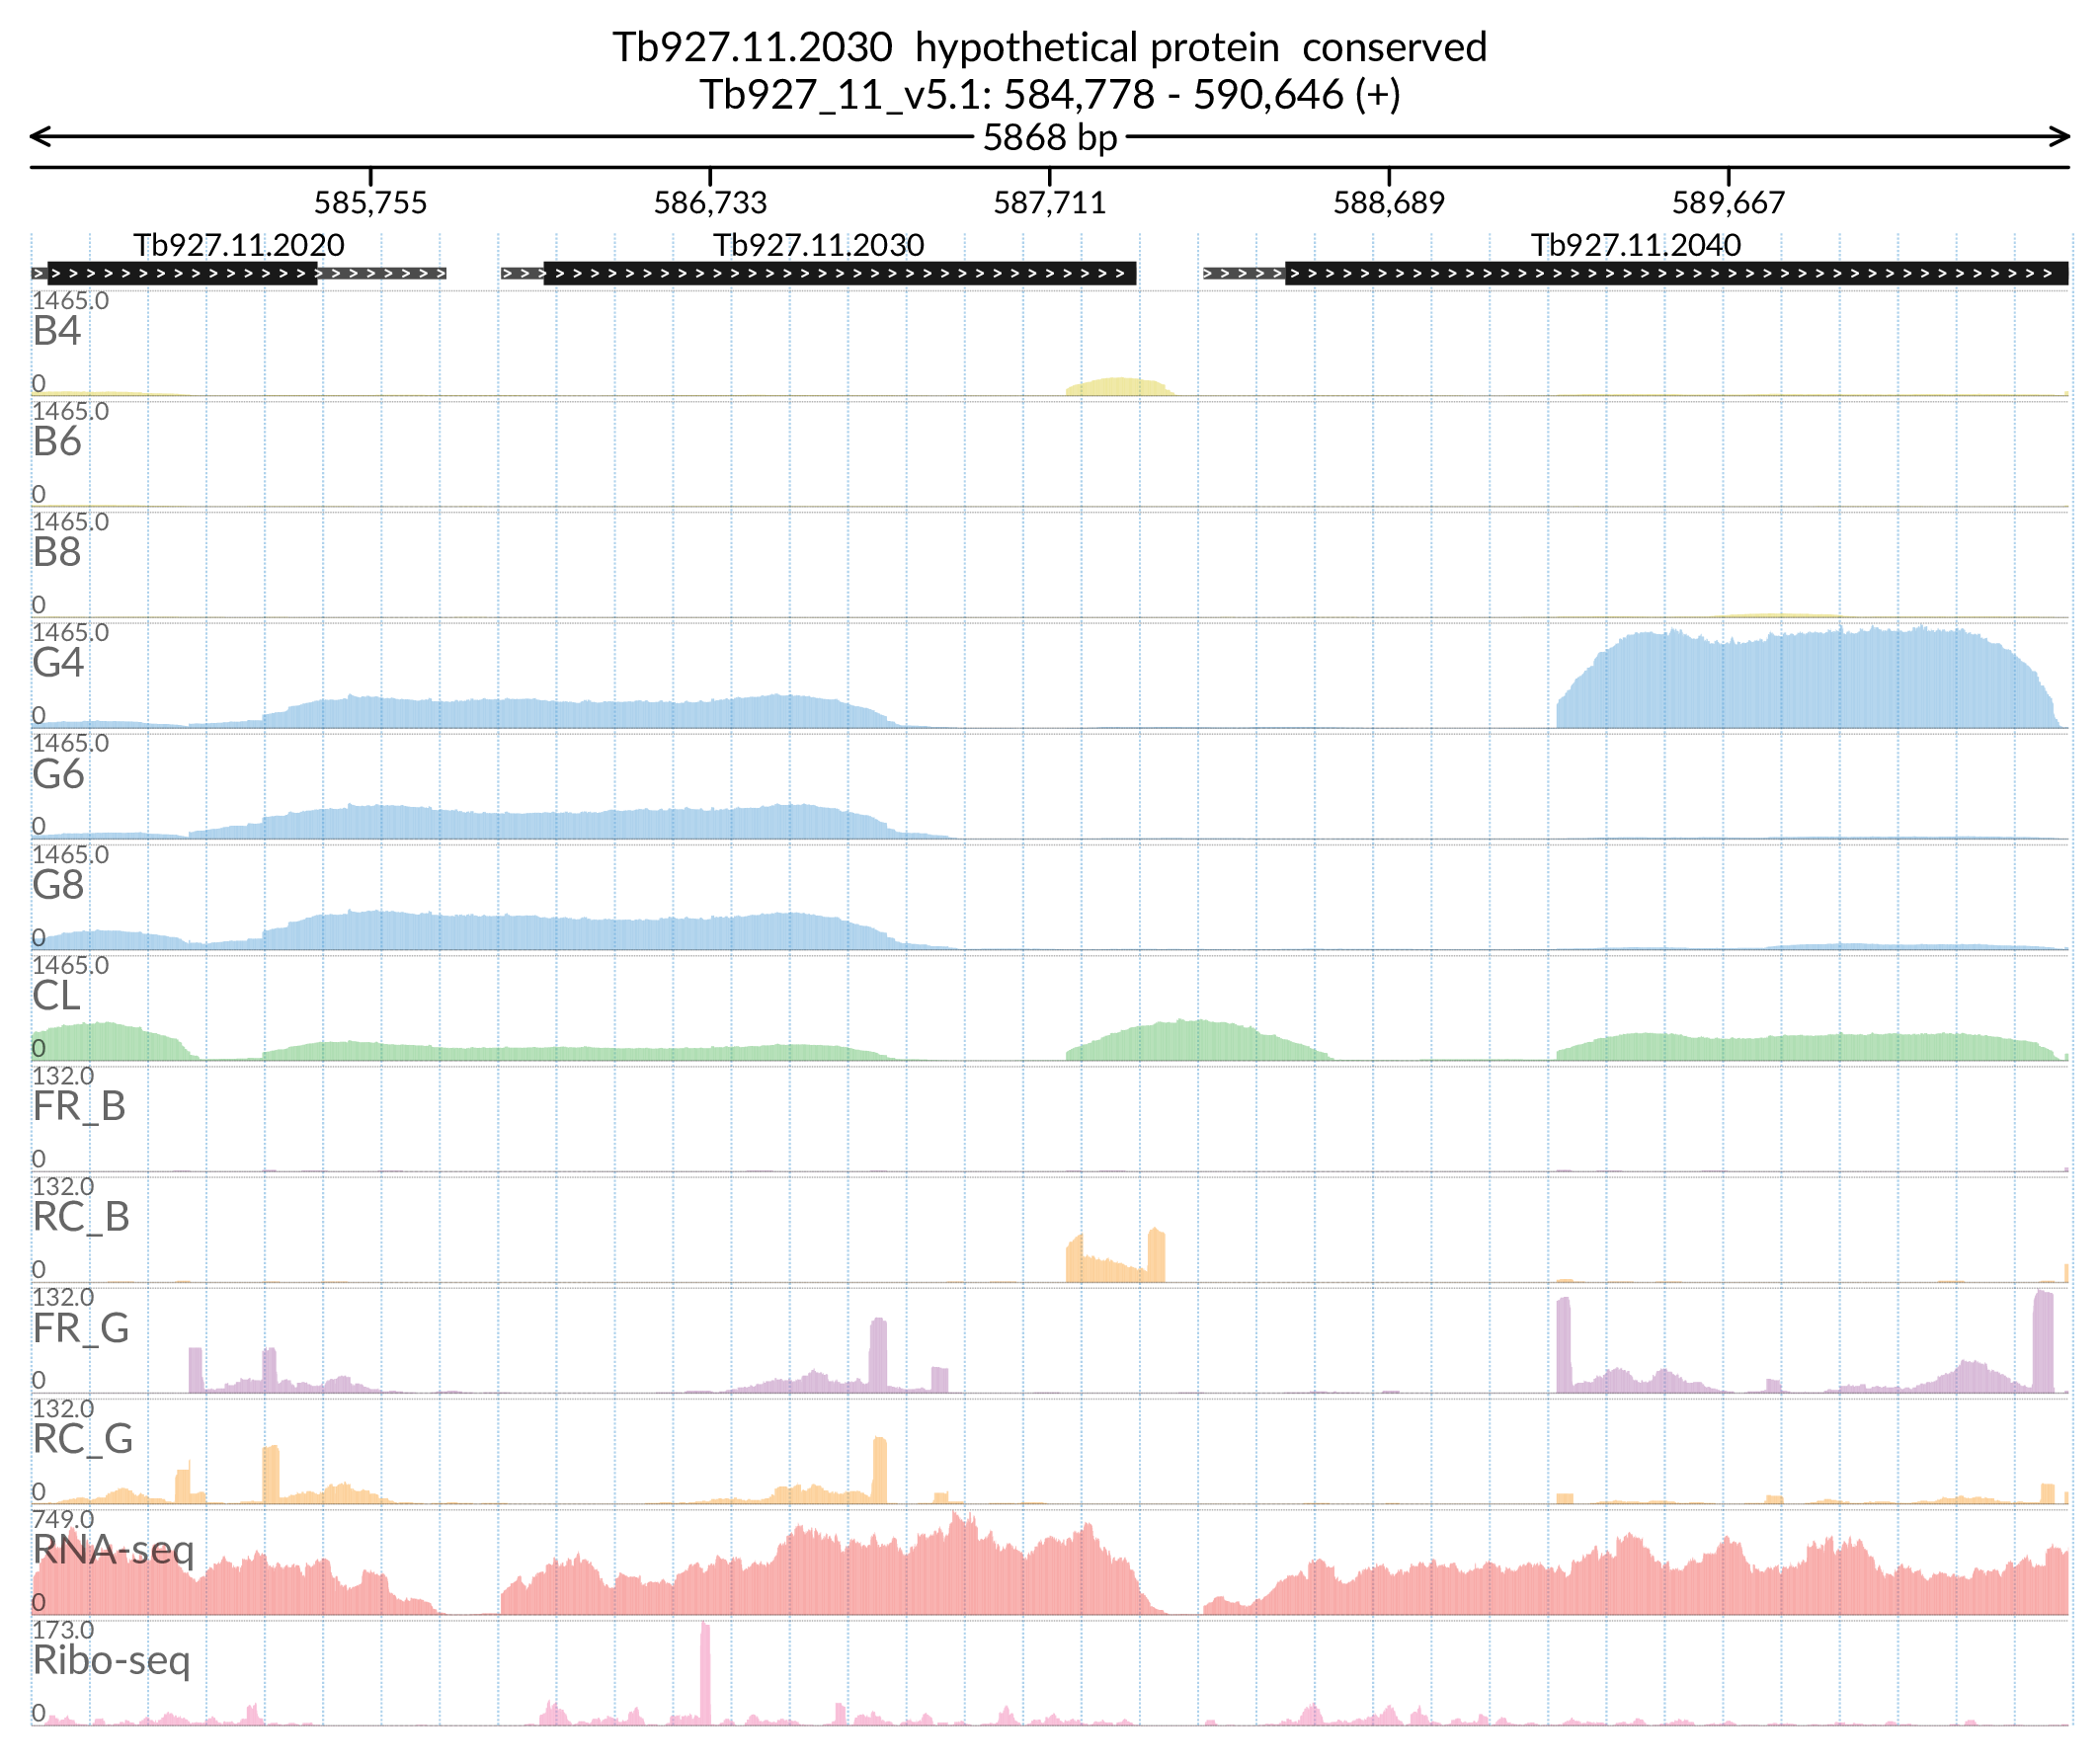 Tb927.11.2030  hypothetical protein  conserved
Tb927_11_v5.1: 584,778 - 590,646 (+)
5868 bp
585,755 586,733 587,711 588,689 589,667
Tb927.11.2020 Tb927.11.2030 Tb927.11.2040
1465.0
B4
0
1465.0
B6
0
1465.0
B8
0
1465.0
G4
0
1465.0
G6
0
1465.0
G8
0
1465.0
CL
0
132.0
FR_B
0
132.0
RC_B
0
132.0
FR_G
0
132.0
RC_G
0
749.0
RNA-seq
0
173.0
Ribo-seq
0